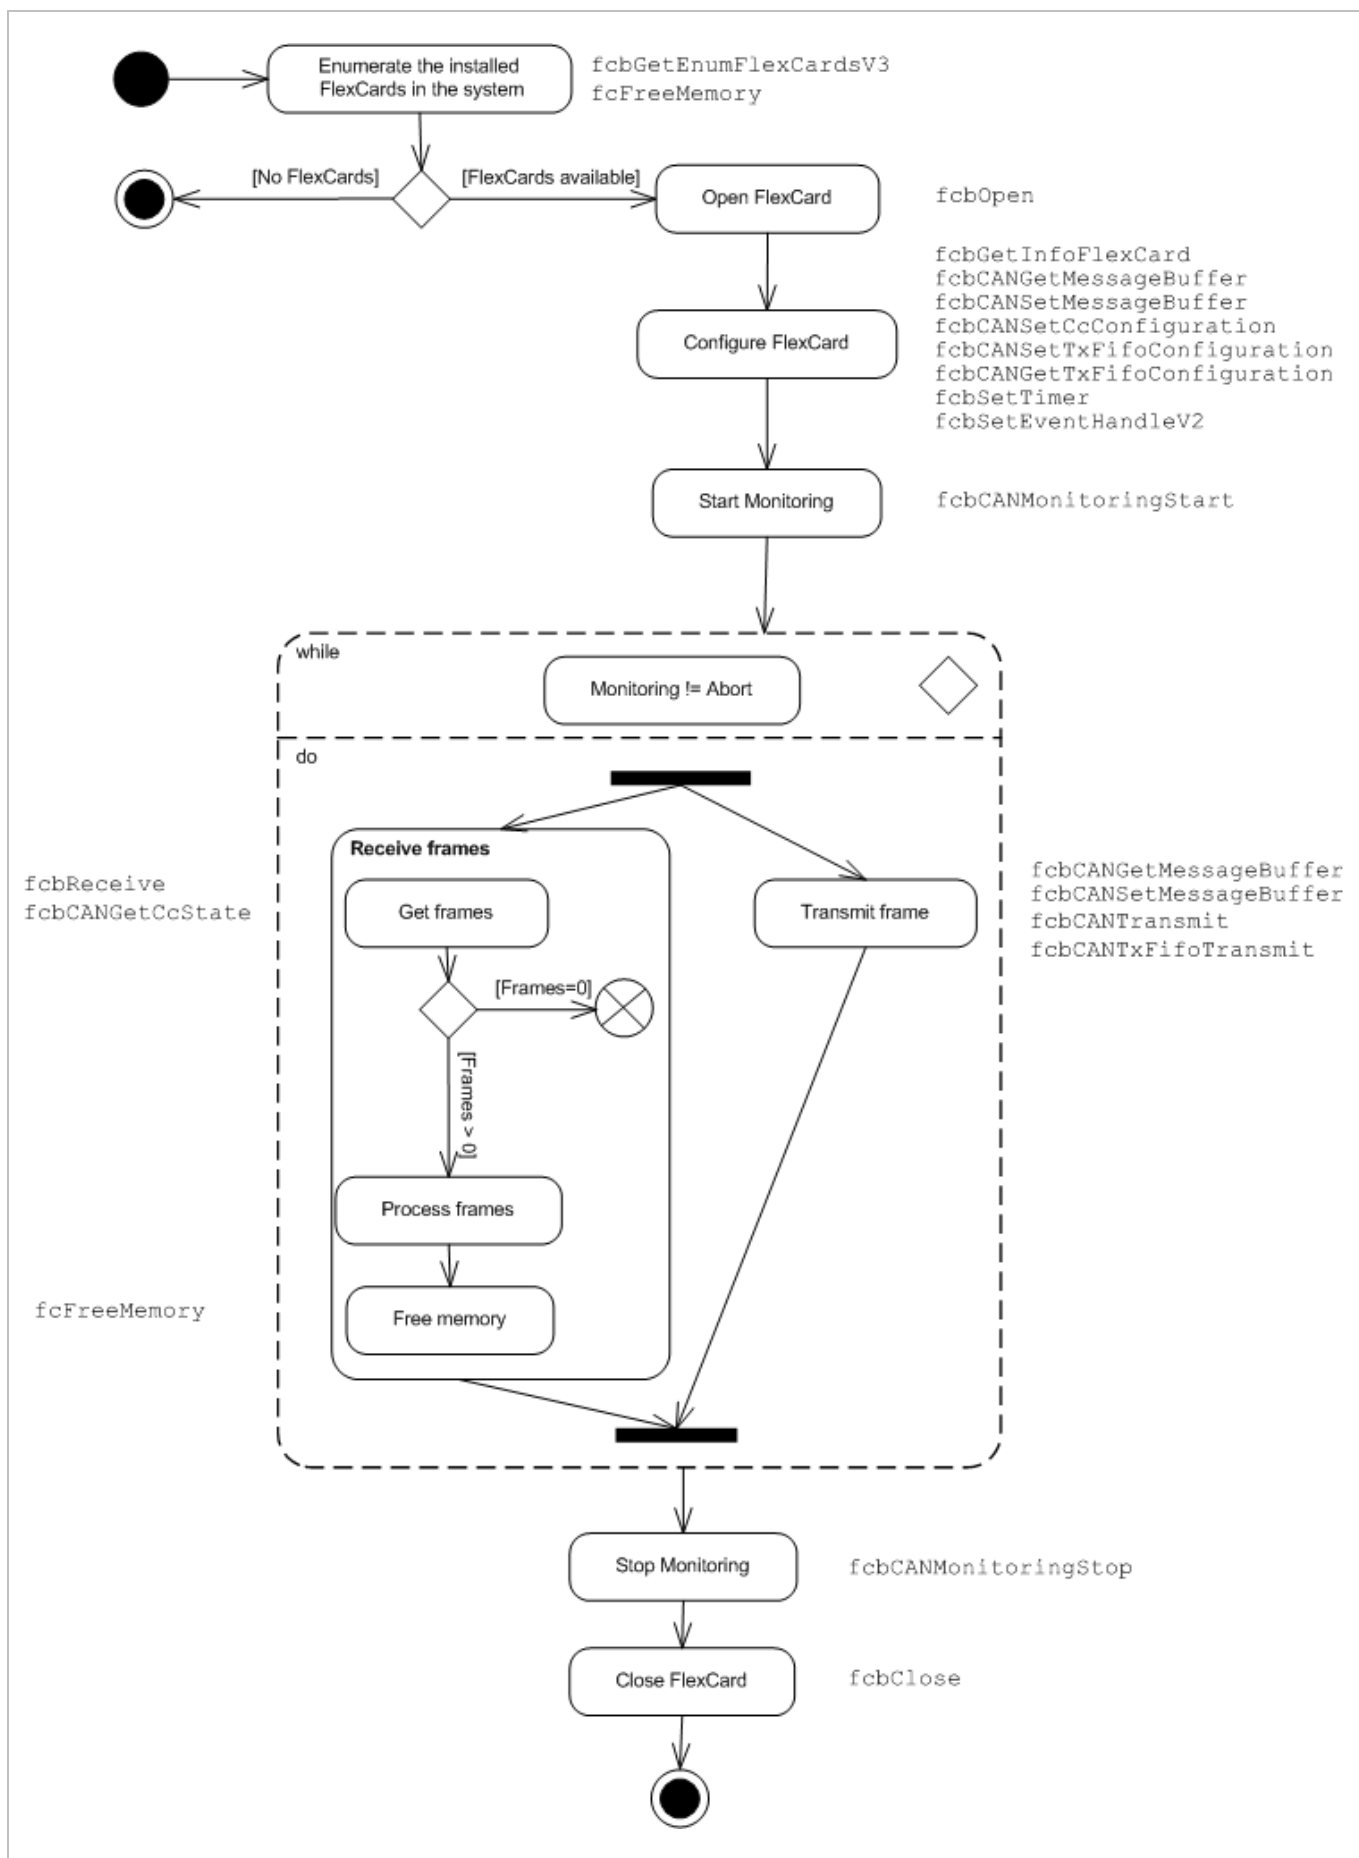 Enumerate the installed
FlexCards in the system
fcbGetEnumFlexCardsV3
fcFreeMemory
[No FlexCards]
[FlexCards available]
Open FlexCard
fcbOpen
fcbGetInfoFlexCard
fcbCANGetMessageBuffer
fcbCANSetMessageBuffer
fcbCANSetCcConfiguration
fcbCANSetTxFifoConfiguration
fcbCANGetTxFifoConfiguration
fcbSetTimer
fcbSetEventHandleV2
Configure FlexCard
Start Monitoring
fcbCANMonitoringStart
while
Monitoring != Abort
do
Receive frames
fcbReceive
fcbCANGetCcState
Get frames
Transmit frame
fcbCANGetMessageBuffer
fcbCANSetMessageBuffer
fcbCANTransmit
fcbCANTxFifoTransmit
[Frames=0]
[Frames > 0]
Process frames
fcFreeMemory
Free memory
Stop Monitoring
fcbCANMonitoringStop
Close FlexCard
fcbClose